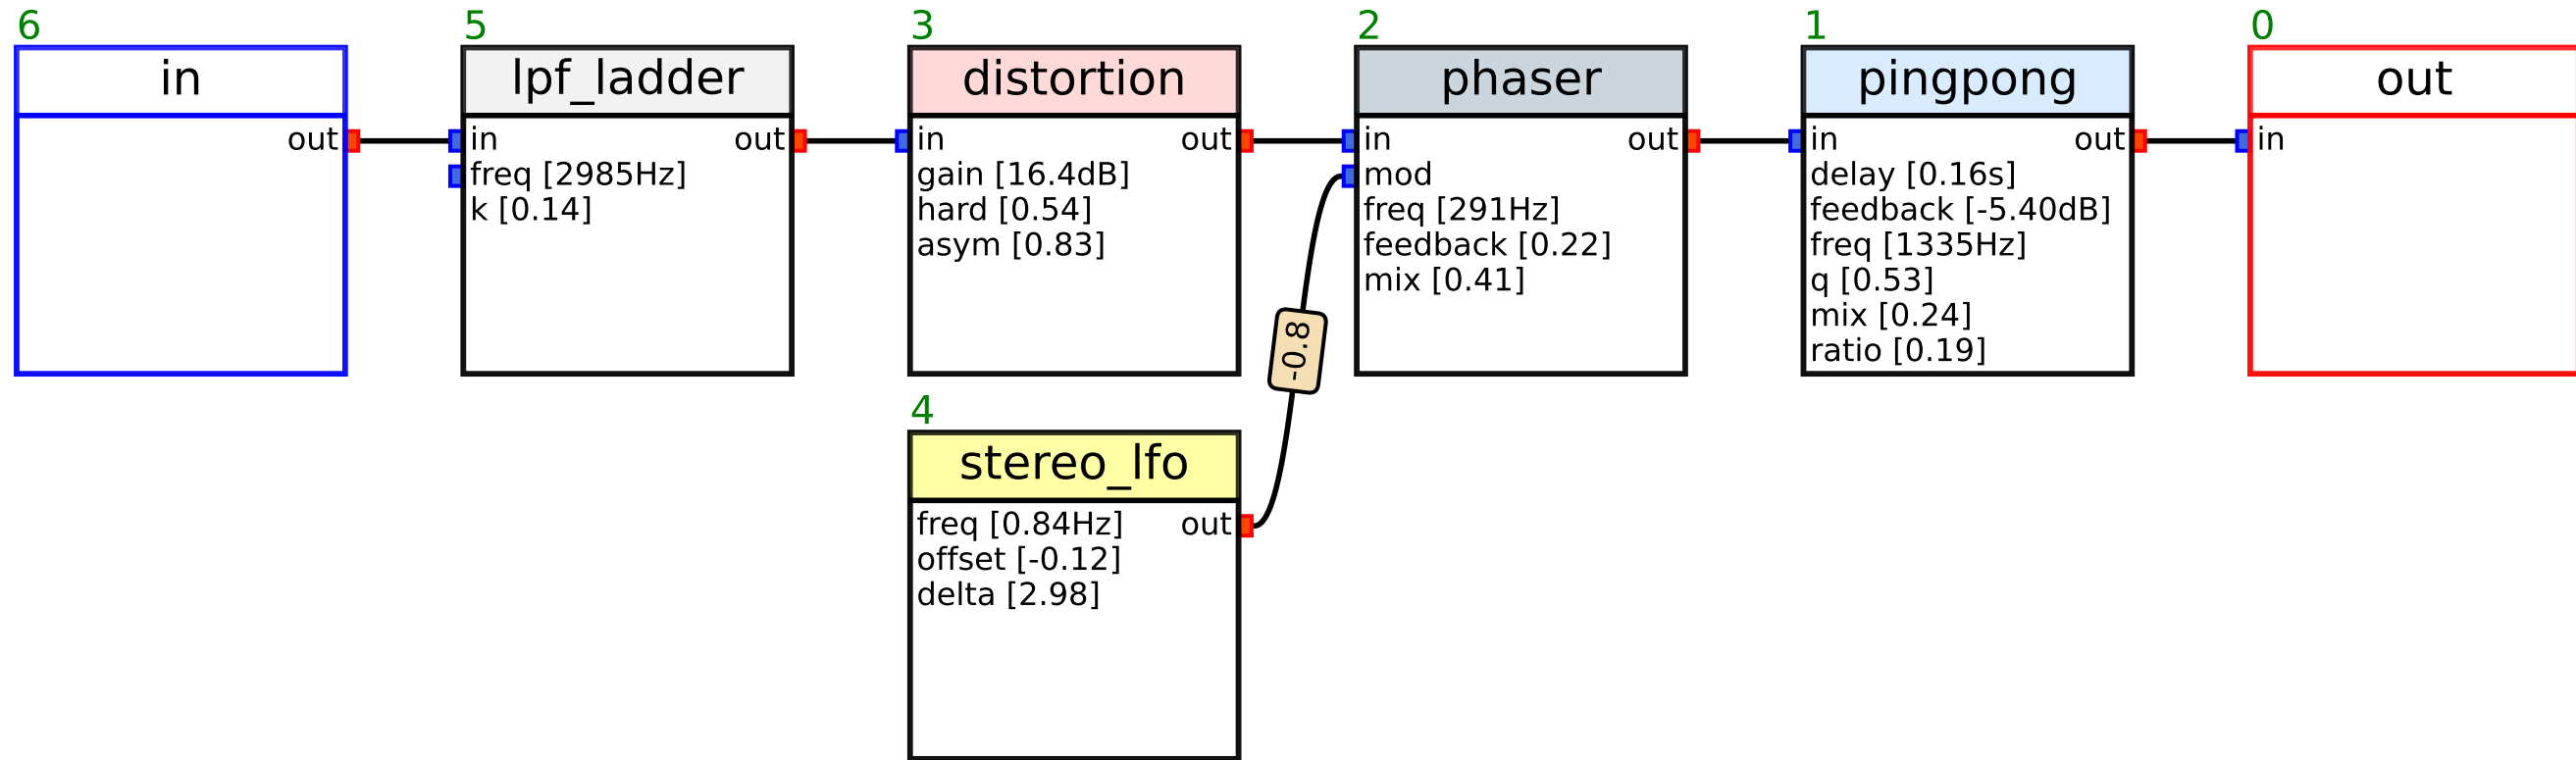 6
in
out
5
lpf_ladder
in out
freq [2985Hz]
k [0.14]
3
distortion
in out
gain [16.4dB]
hard [0.54]
asym [0.83]
2
phaser
in out
mod
freq [291Hz]
feedback [0.22]
mix [0.41]
1
pingpong
in out
delay [0.16s]
feedback [-5.40dB]
freq [1335Hz]
q [0.53]
mix [0.24]
ratio [0.19]
0
out
in
-0.8
4
stereo_lfo
freq [0.84Hz] out
offset [-0.12]
delta [2.98]